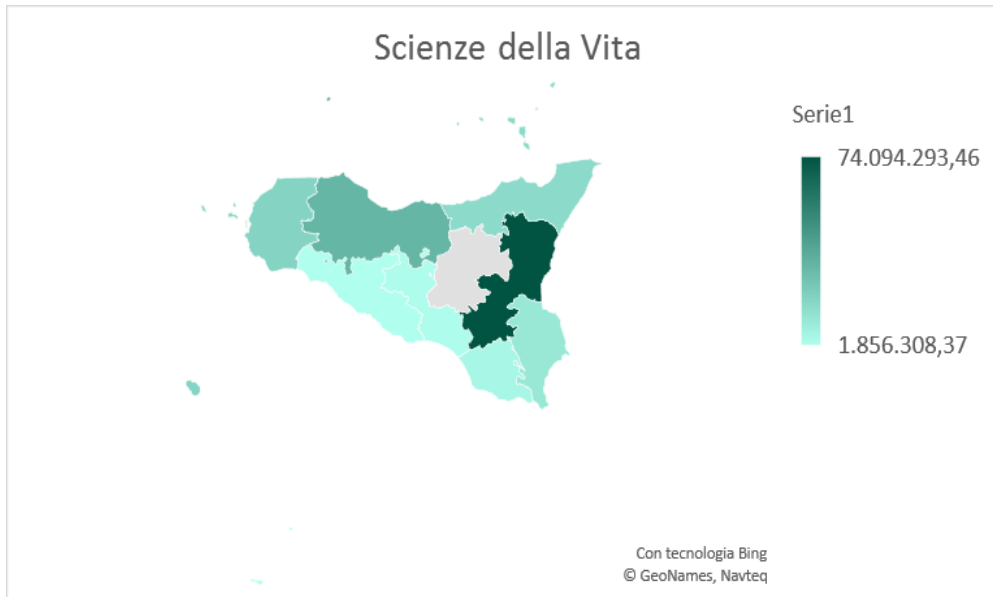 Scienze della Vita
Serie1
74.094.293,46
1.856.308,37
Con tecnologia Bing
© GeoNames, Navteq